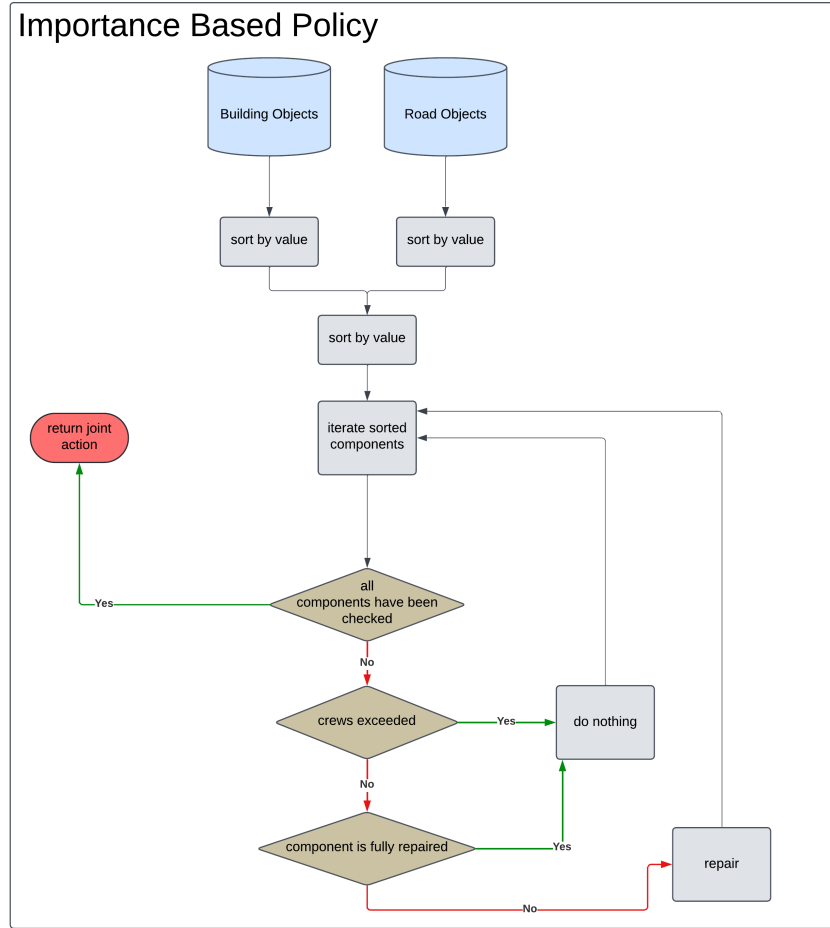 Importance Based Policy
Building Objects
Road Objects
sort by value
sort by value
sort by value
iterate sorted
components
return joint
action
all
components have been
checked
Yes
No
crews exceeded
Yes
do nothing
No
component is fully repaired
Yes
repair
No